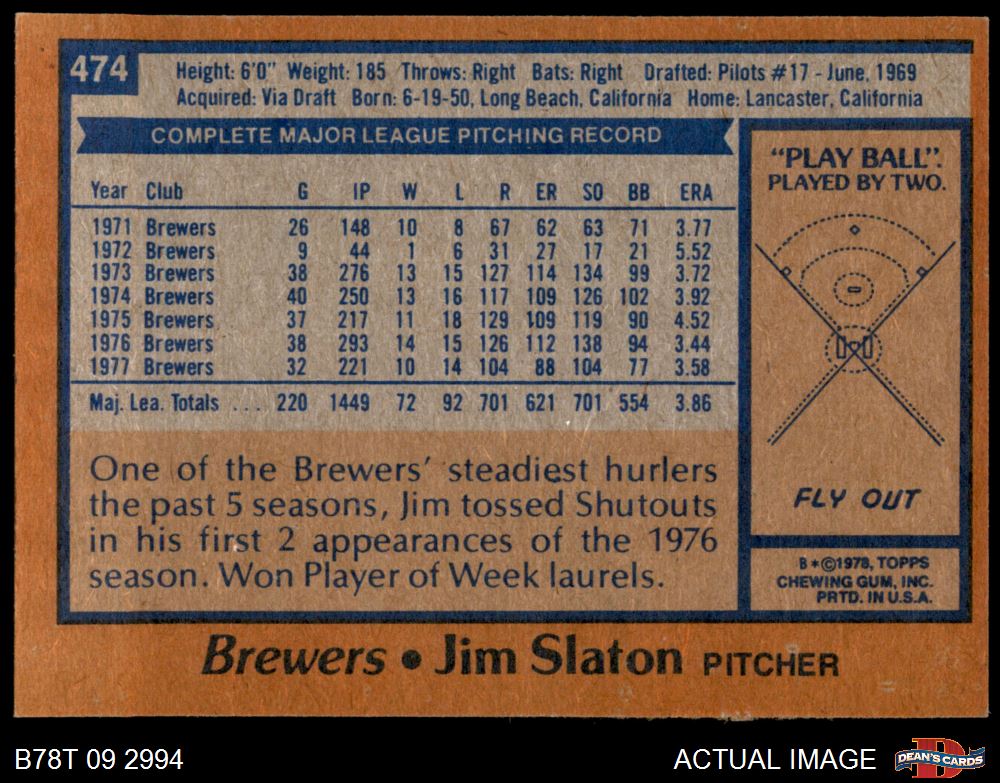 474
Height: 6'0" Weight: 185 Throws: Right Bats: Right Drafted: Pilots #17 - June, 1969
Acquired: Via Draft Born: 6-19-50, Long Beach, California Home: Lancaster, California
COMPLETE MAJOR LEAGUE PITCHING RECORD
Year Club G IP W L R ER SO BB ERA
1971 Brewers 26 148 10 8 67 62 63 71 3.77
1972 Brewers 9 44 1 6 31 27 17 21 5.52
1973 Brewers 38 276 13 15 127 114 134 99 3.72
1974 Brewers 40 250 13 16 117 109 126 102 3.92
1975 Brewers 37 217 11 18 129 109 119 90 4.52
1976 Brewers 38 293 14 15 126 112 138 94 3.44
1977 Brewers 32 221 10 14 104 88 104 77 3.58
Maj. Lea. Totals ... 220 1449 72 92 701 621 701 554 3.86
One of the Brewers' steadiest hurlers
the past 5 seasons, Jim tossed Shutouts
in his first 2 appearances of the 1976
season. Won Player of Week laurels.
"PLAY BALL".
PLAYED BY TWO.
FLY OUT
B*©1978, TOPPS
CHEWING GUM, INC.
PRTD. IN U.S.A.
Brewers • Jim Slaton PITCHER
B78T 09 2994
ACTUAL IMAGE
D
DEAN'S CARDS